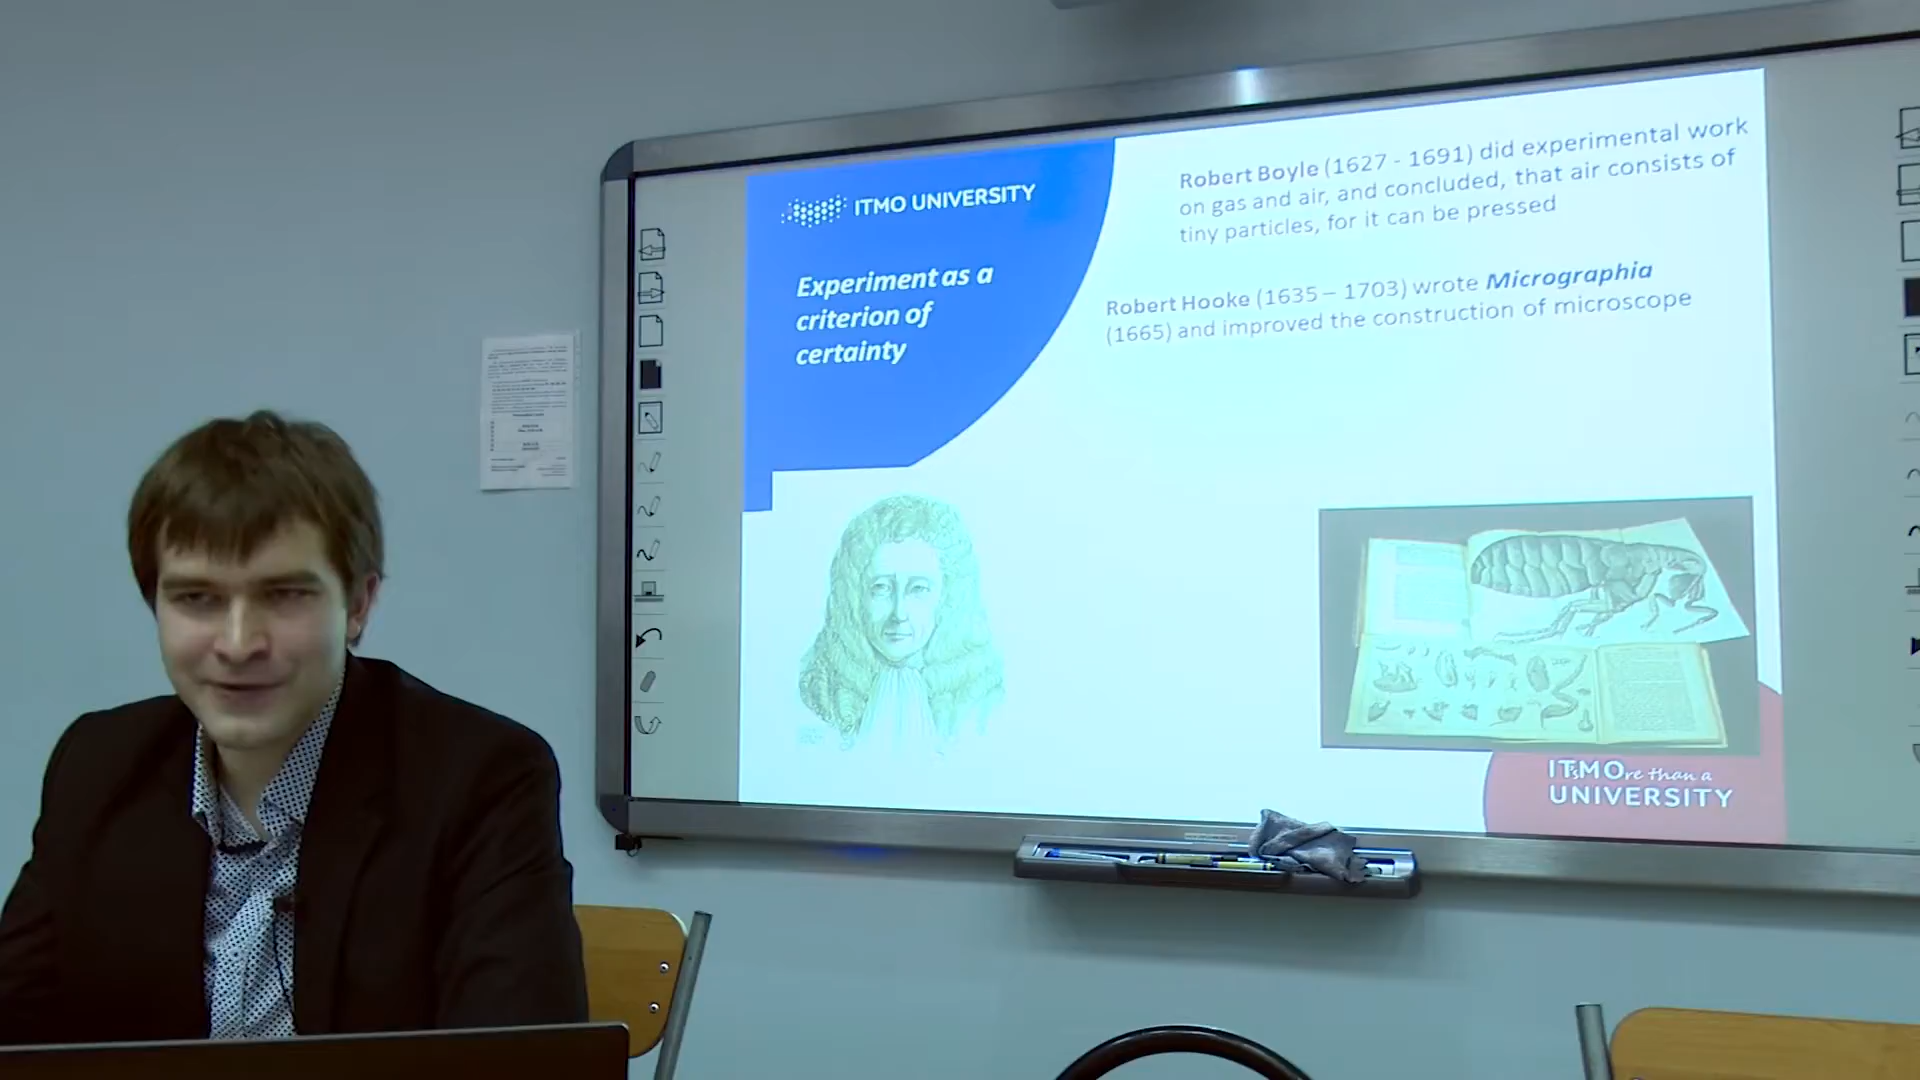 ITMO UNIVERSITY
Experiment as a
criterion of
certainty
Robert Boyle (1627 - 1691) did experimental work
on gas and air, and concluded, that air consists of
tiny particles, for it can be pressed
Robert Hooke (1635 – 1703) wrote Micrographia
(1665) and improved the construction of microscope
ITsMOre than a
UNIVERSITY